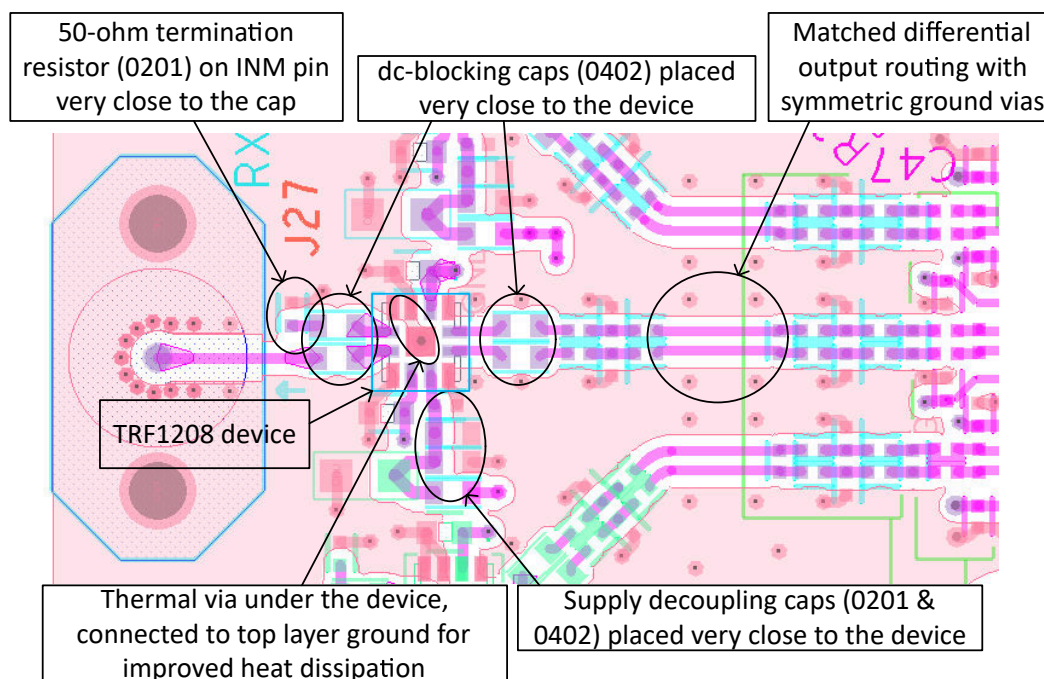 50-ohm termination
resistor (0201) on INM pin
very close to the cap
dc-blocking caps (0402) placed
very close to the device
Matched differential
output routing with
symmetric ground vias
RX
J27
C47
TRF1208 device
Thermal via under the device,
connected to top layer ground for
improved heat dissipation
Supply decoupling caps (0201 &
0402) placed very close to the device